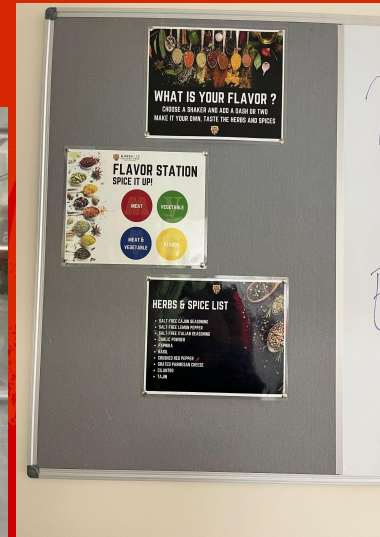 WHAT IS YOUR FLAVOR ?
CHOOSE A SHAKER AND ADD A DASH OR TWO
MAKE IT YOUR OWN, TASTE THE HERBS AND SPICES
FLAVOR STATION
SPICE IT UP!
MEAT
VEGETABLE
MEAT &
VEGETABLE
HERBS & SPICE LIST
• SALT-FREE CAJUN SEASONING
• SALT-FREE LEMON PEPPER
• SALT-FREE ITALIAN SEASONING
• GARLIC POWDER
• PAPRIKA
• BASIL
• CRUSHED RED PEPPER
• GRATED PARMESAN CHEESE
• CILANTRO
• TAJIN